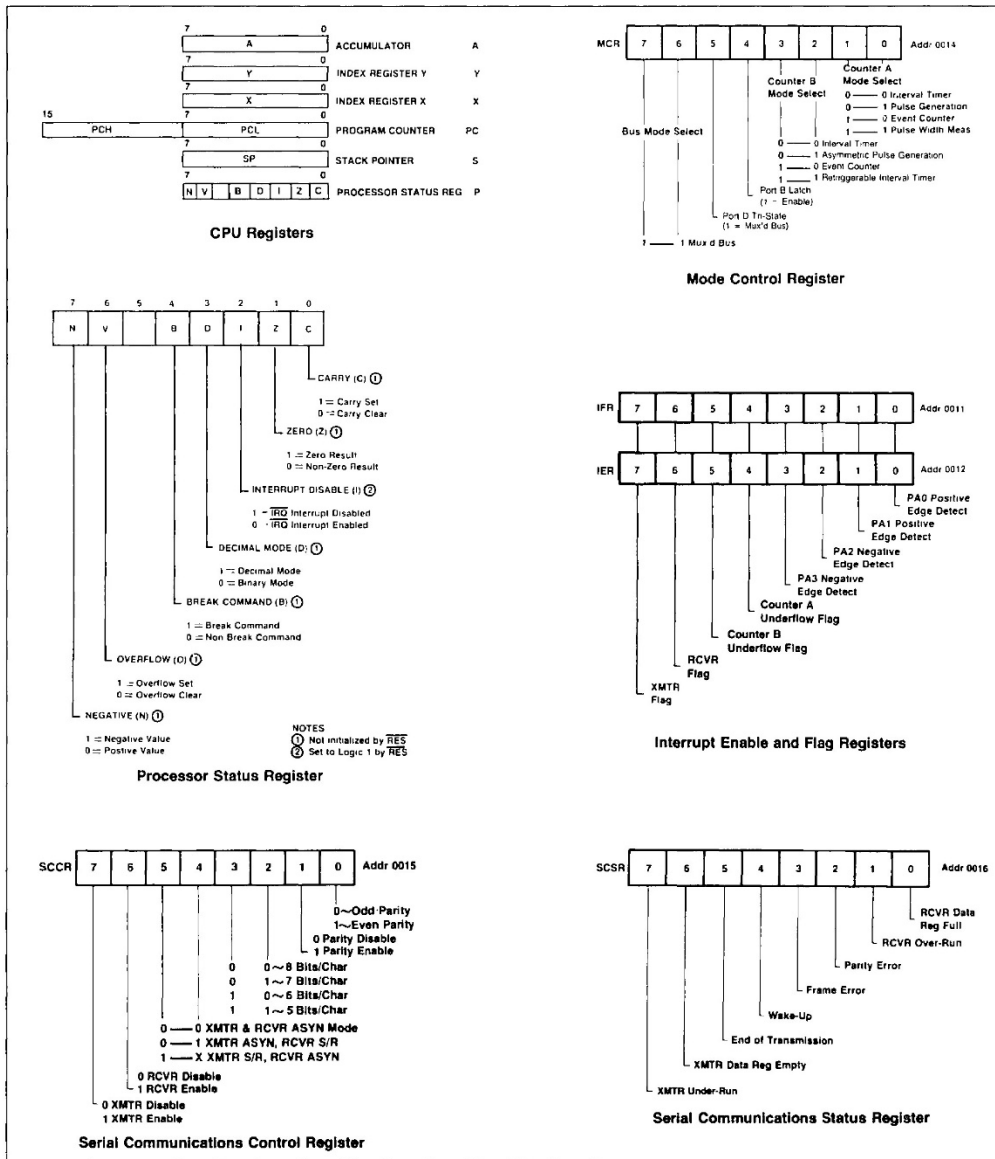 7 0
A ACCUMULATOR A
7 0
Y INDEX REGISTER Y Y
7 0
X INDEX REGISTER X X
15 7 0
PCH PCL PROGRAM COUNTER PC
7 0
SP STACK POINTER S
7 0
N V B D I Z C PROCESSOR STATUS REG P
CPU Registers
MCR 7 6 5 4 3 2 1 0 Addr 0014
Counter A
Mode Select
0 0 Interval Timer
0 1 Pulse Generation
1 0 Event Counter
1 1 Pulse Width Meas
Counter B
Mode Select
0 0 Interval Timer
0 1 Asymmetric Pulse Generation
1 0 Event Counter
1 1 Retriggerable Interval Timer
Bus Mode Select
Port B Latch
(1 = Enable)
Port D Tri-State
(1 = Mux'd Bus)
1 1 Mux'd Bus
Mode Control Register
7 6 5 4 3 2 1 0
N V B D I Z C
CARRY (C) ①
1 = Carry Set
0 = Carry Clear
ZERO (Z) ①
1 = Zero Result
0 = Non-Zero Result
INTERRUPT DISABLE (I) ②
1 = IRQ Interrupt Disabled
0 = IRQ Interrupt Enabled
DECIMAL MODE (D) ①
1 = Decimal Mode
0 = Binary Mode
BREAK COMMAND (B) ①
1 = Break Command
0 = Non Break Command
OVERFLOW (O) ①
1 = Overflow Set
0 = Overflow Clear
NEGATIVE (N) ①
1 = Negative Value
0 = Postive Value
NOTES
① Not initialized by RES
② Set to Logic 1 by RES
Processor Status Register
IFR 7 6 5 4 3 2 1 0 Addr 0011
IER 7 6 5 4 3 2 1 0 Addr 0012
PA0 Positive
Edge Detect
PA1 Positive
Edge Detect
PA2 Negative
Edge Detect
PA3 Negative
Edge Detect
Counter A
Underflow Flag
Counter B
Underflow Flag
RCVR
Flag
XMTR
Flag
Interrupt Enable and Flag Registers
SCCR 7 6 5 4 3 2 1 0 Addr 0015
0~Odd Parity
1~Even Parity
0 Parity Disable
1 Parity Enable
0 0~8 Bits/Char
0 1~7 Bits/Char
1 0~6 Bits/Char
1 1~5 Bits/Char
0 0 XMTR & RCVR ASYN Mode
0 1 XMTR ASYN, RCVR S/R
1 X XMTR S/R, RCVR ASYN
0 RCVR Disable
1 RCVR Enable
0 XMTR Disable
1 XMTR Enable
Serial Communications Control Register
SCSR 7 6 5 4 3 2 1 0 Addr 0016
RCVR Data
Reg Full
RCVR Over-Run
Parity Error
Frame Error
Wake-Up
End of Transmission
XMTR Data Reg Empty
XMTR Under-Run
Serial Communications Status Register